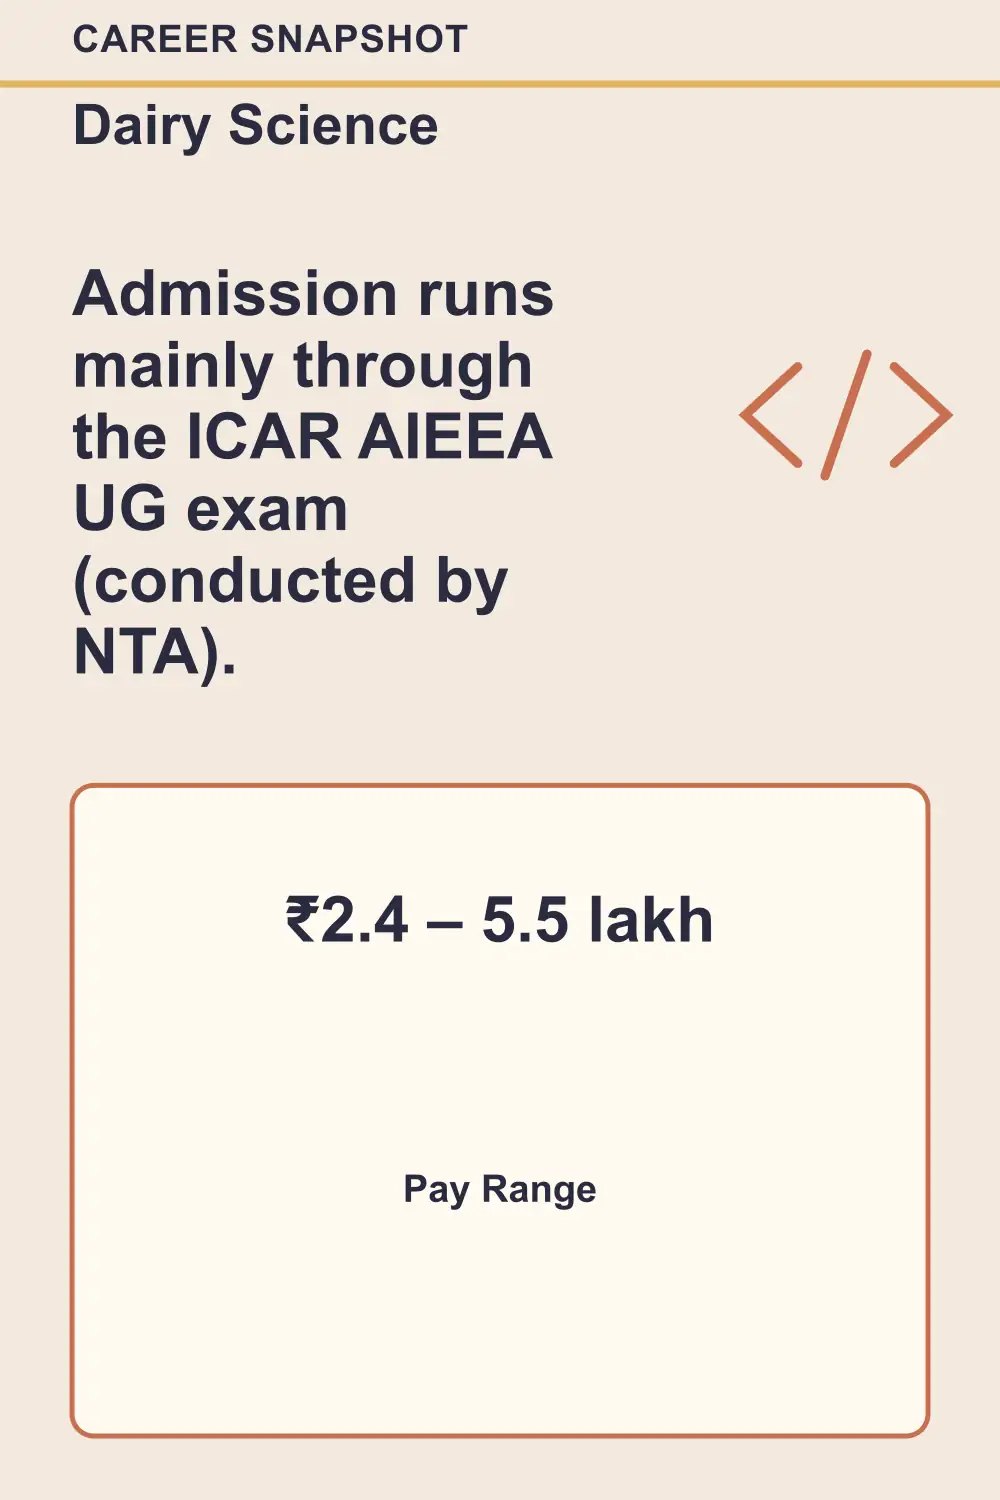 CAREER SNAPSHOT
Dairy Science
Admission runs
mainly through
the ICAR AIEEA
UG exam
(conducted by
NTA).
₹2.4 – 5.5 lakh
Pay Range